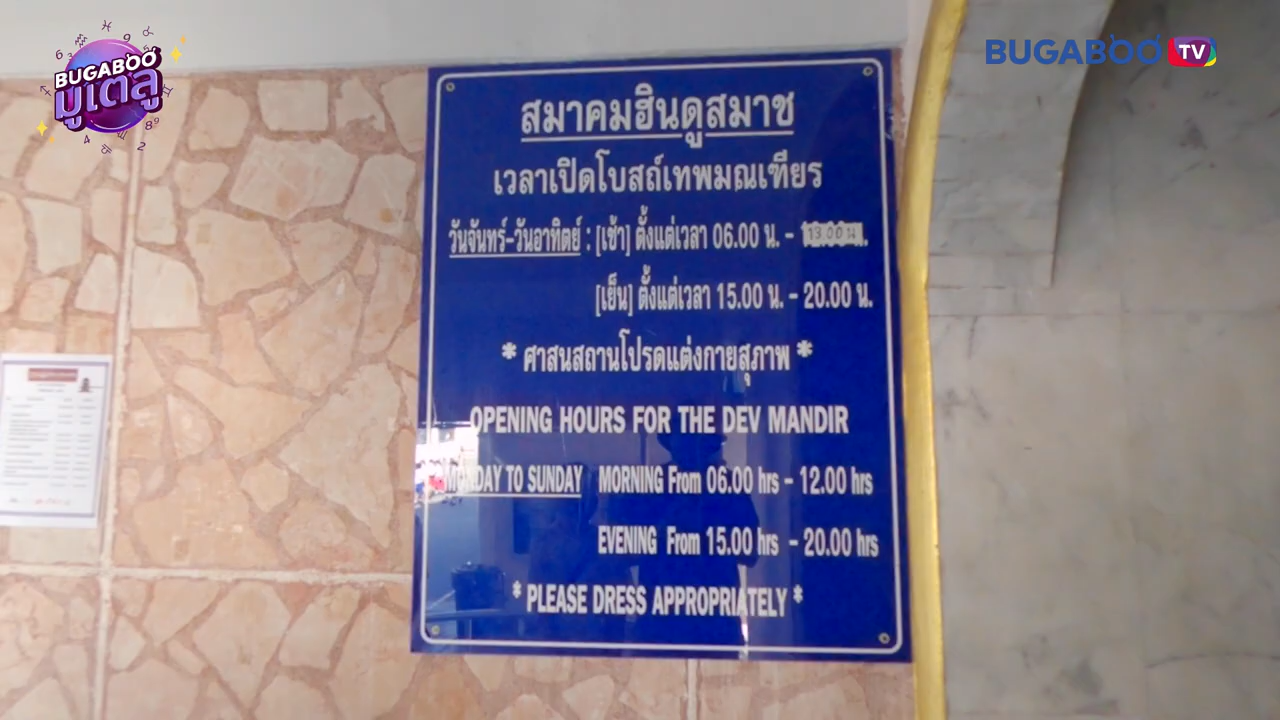 BUGABOO
มูเตลู
BUGABOO TV
สมาคมฮินดูสมาช
เวลาเปิดโบสถ์เทพมณเฑียร
วันจันทร์-วันอาทิตย์ : [เช้า] ตั้งแต่เวลา 06.00 น. - 13.00 น.
[เย็น] ตั้งแต่เวลา 15.00 น. - 20.00 น.
* ศาสนสถานโปรดแต่งกายสุภาพ *
OPENING HOURS FOR THE DEV MANDIR
MONDAY TO SUNDAY MORNING From 06.00 hrs - 12.00 hrs
EVENING From 15.00 hrs - 20.00 hrs
* PLEASE DRESS APPROPRIATELY *